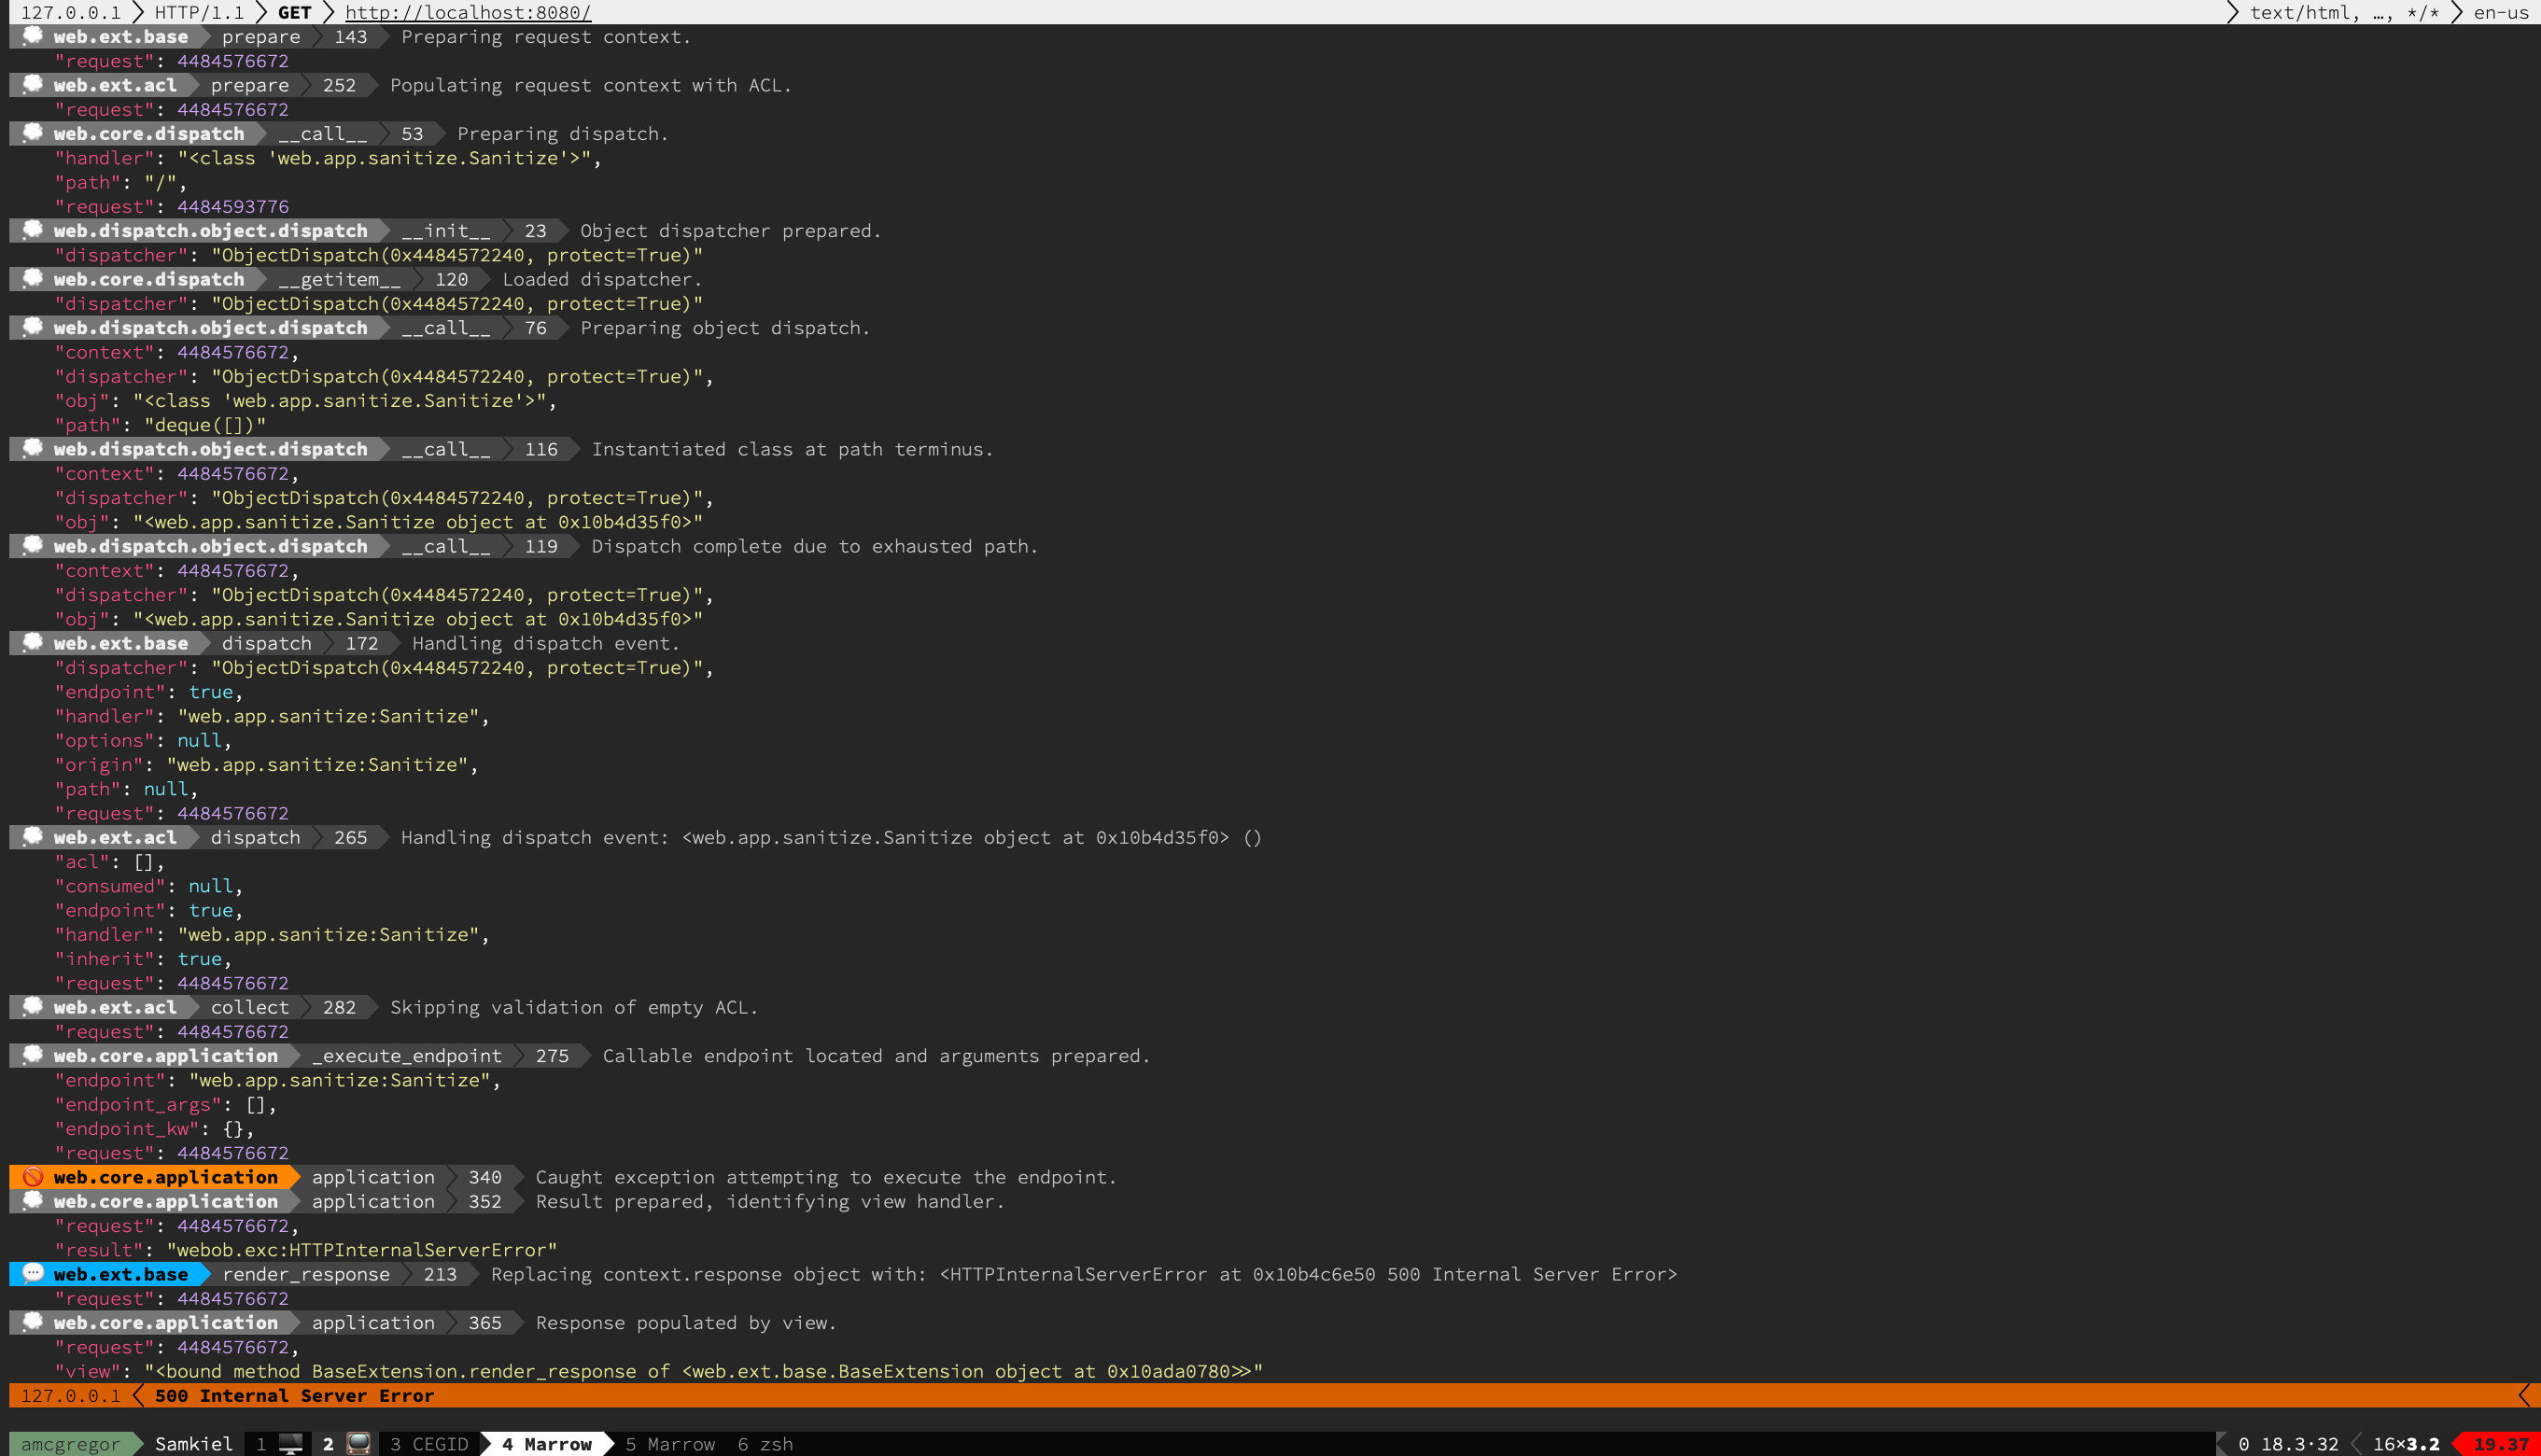 127.0.0.1 HTTP/1.1 GET http://localhost:8080/ text/html, …, */* en-us
web.ext.base prepare 143 Preparing request context.
"request": 4484576672
web.ext.acl prepare 252 Populating request context with ACL.
"request": 4484576672
web.core.dispatch __call__ 53 Preparing dispatch.
"handler": "<class 'web.app.sanitize.Sanitize'>",
"path": "/",
"request": 4484593776
web.dispatch.object.dispatch __init__ 23 Object dispatcher prepared.
"dispatcher": "ObjectDispatch(0x4484572240, protect=True)"
web.core.dispatch __getitem__ 120 Loaded dispatcher.
"dispatcher": "ObjectDispatch(0x4484572240, protect=True)"
web.dispatch.object.dispatch __call__ 76 Preparing object dispatch.
"context": 4484576672,
"dispatcher": "ObjectDispatch(0x4484572240, protect=True)",
"obj": "<class 'web.app.sanitize.Sanitize'>",
"path": "deque([])"
web.dispatch.object.dispatch __call__ 116 Instantiated class at path terminus.
"context": 4484576672,
"dispatcher": "ObjectDispatch(0x4484572240, protect=True)",
"obj": "<web.app.sanitize.Sanitize object at 0x10b4d35f0>"
web.dispatch.object.dispatch __call__ 119 Dispatch complete due to exhausted path.
"context": 4484576672,
"dispatcher": "ObjectDispatch(0x4484572240, protect=True)",
"obj": "<web.app.sanitize.Sanitize object at 0x10b4d35f0>"
web.ext.base dispatch 172 Handling dispatch event.
"dispatcher": "ObjectDispatch(0x4484572240, protect=True)",
"endpoint": true,
"handler": "web.app.sanitize:Sanitize",
"options": null,
"origin": "web.app.sanitize:Sanitize",
"path": null,
"request": 4484576672
web.ext.acl dispatch 265 Handling dispatch event: <web.app.sanitize.Sanitize object at 0x10b4d35f0> ()
"acl": [],
"consumed": null,
"endpoint": true,
"handler": "web.app.sanitize:Sanitize",
"inherit": true,
"request": 4484576672
web.ext.acl collect 282 Skipping validation of empty ACL.
"request": 4484576672
web.core.application _execute_endpoint 275 Callable endpoint located and arguments prepared.
"endpoint": "web.app.sanitize:Sanitize",
"endpoint_args": [],
"endpoint_kw": {},
"request": 4484576672
web.core.application application 340 Caught exception attempting to execute the endpoint.
web.core.application application 352 Result prepared, identifying view handler.
"request": 4484576672,
"result": "webob.exc:HTTPInternalServerError"
web.ext.base render_response 213 Replacing context.response object with: <HTTPInternalServerError at 0x10b4c6e50 500 Internal Server Error>
"request": 4484576672
web.core.application application 365 Response populated by view.
"request": 4484576672,
"view": "<bound method BaseExtension.render_response of <web.ext.base.BaseExtension object at 0x10ada0780>>"
127.0.0.1 500 Internal Server Error
amcgregor Samkiel 1 2 3 CEGID 4 Marrow 5 Marrow 6 zsh 0 18.3·32 16×3.2 19.37